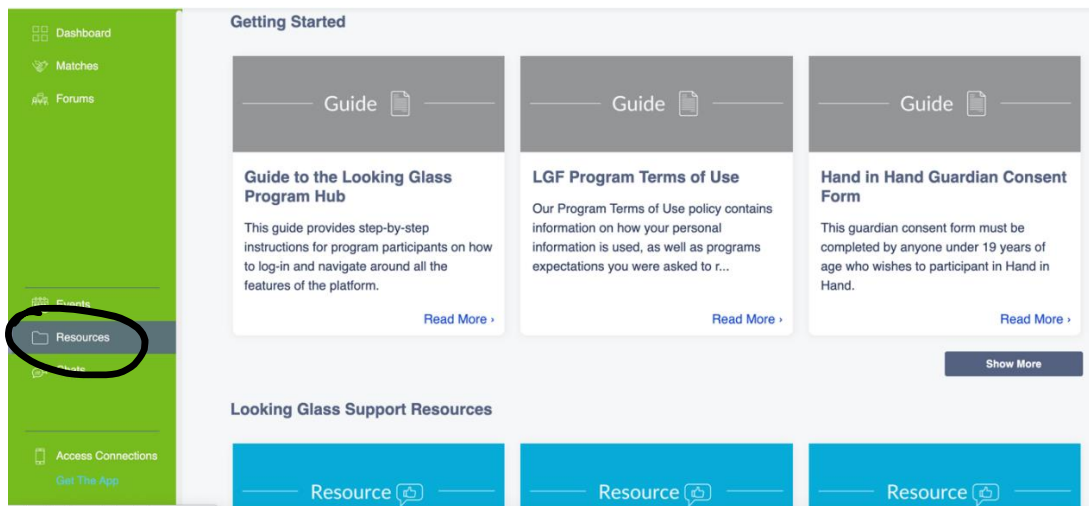 Dashboard
Matches
Forums
Events
Resources
Chats
Access Connections
Get The App
Getting Started
Guide
Guide to the Looking Glass
Program Hub
This guide provides step-by-step
instructions for program participants on how
to log-in and navigate around all the
features of the platform.
Read More ›
Guide
LGF Program Terms of Use
Our Program Terms of Use policy contains
information on how your personal
information is used, as well as programs
expectations you were asked to r...
Read More ›
Guide
Hand in Hand Guardian Consent
Form
This guardian consent form must be
completed by anyone under 19 years of
age who wishes to participant in Hand in
Hand.
Read More ›
Show More
Looking Glass Support Resources
Resource
Resource
Resource